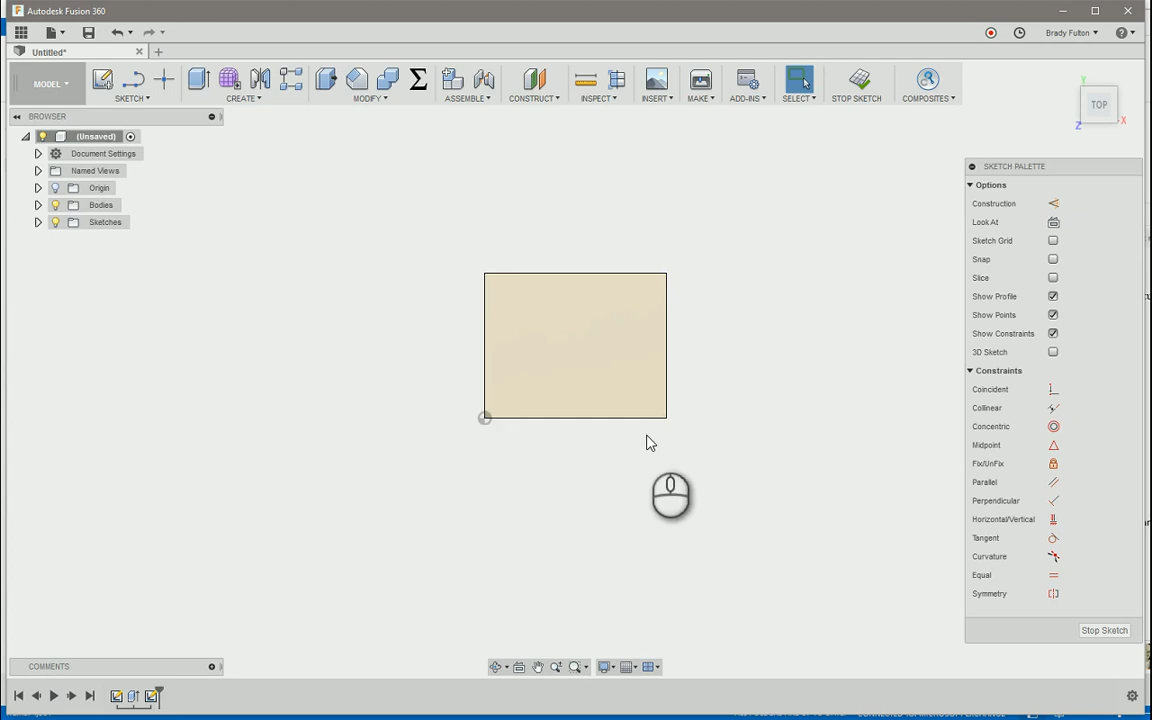 Autodesk Fusion 360
Brady Fulton
Untitled*
MODEL
SKETCH
CREATE
MODIFY
ASSEMBLE
CONSTRUCT
INSPECT
INSERT
MAKE
ADD-INS
SELECT
STOP SKETCH
COMPOSITES
BROWSER
(Unsaved)
Document Settings
Named Views
Origin
Bodies
Sketches
Y
TOP
Z
X
SKETCH PALETTE
Options
Construction
Look At
Sketch Grid
Snap
Slice
Show Profile
Show Points
Show Constraints
3D Sketch
Constraints
Coincident
Collinear
Concentric
Midpoint
Fix/UnFix
Parallel
Perpendicular
Horizontal/Vertical
Tangent
Curvature
Equal
Symmetry
Stop Sketch
COMMENTS